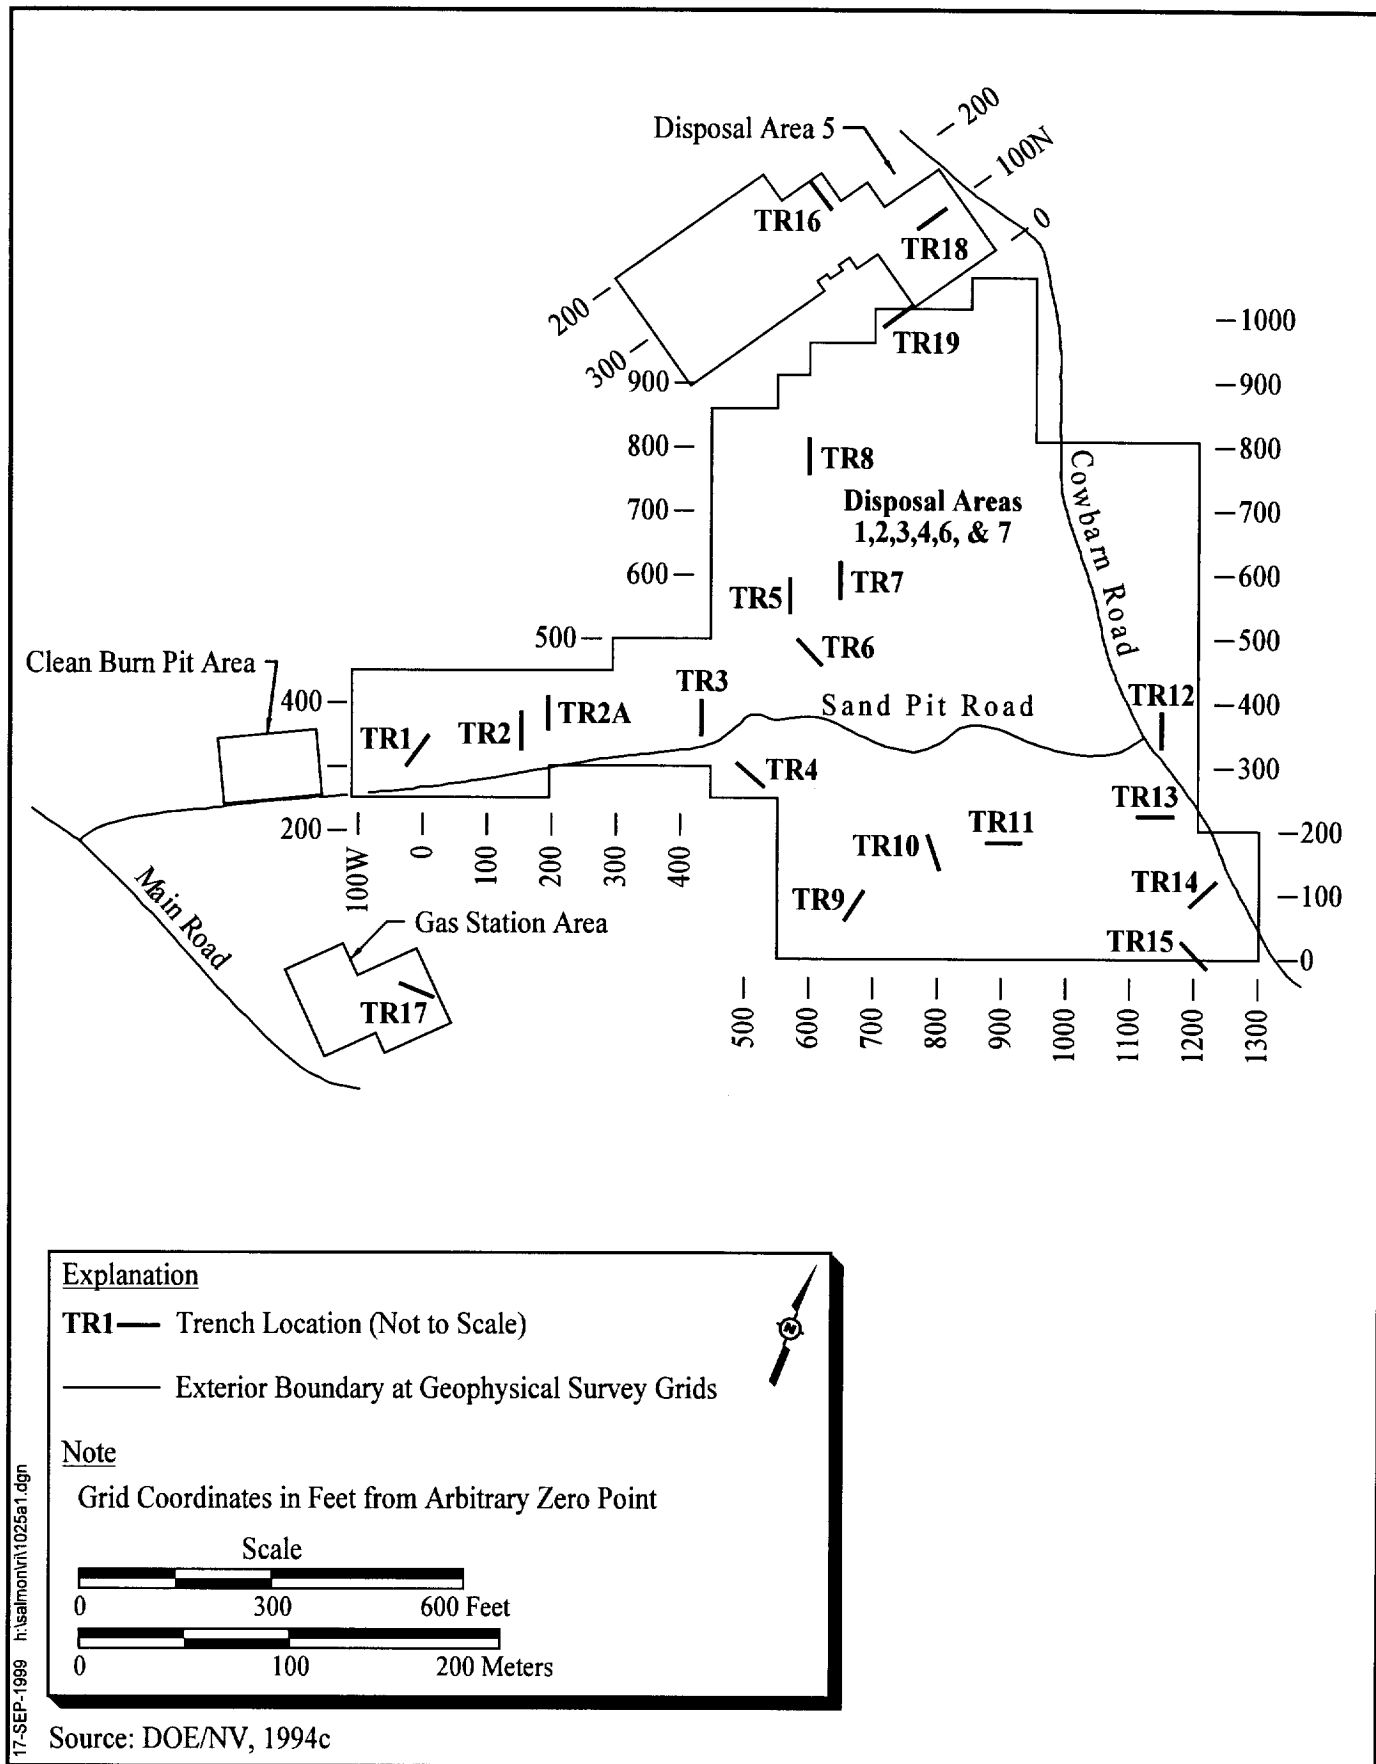 200
Disposal Area 5
100N
TR16
TR18
0
200
300
TR19
1000
900
900
800
TR8
800
Cowbarn Road
Disposal Areas
1,2,3,4,6, & 7
700
700
600
TR5
TR7
600
500
TR6
500
Clean Burn Pit Area
TR3
TR12
400
TR1
TR2
TR2A
Sand Pit Road
400
TR4
300
TR13
200
100W
0
100
200
300
400
TR10
TR11
200
Main Road
TR9
TR14
100
Gas Station Area
TR15
0
TR17
500
600
700
800
900
1000
1100
1200
1300
Explanation
TR1 Trench Location (Not to Scale)
N
Exterior Boundary at Geophysical Survey Grids
Note
Grid Coordinates in Feet from Arbitrary Zero Point
Scale
0 300 600 Feet
0 100 200 Meters
17-SEP-1999 h:\salmon\ri\1025a1.dgn
Source: DOE/NV, 1994c